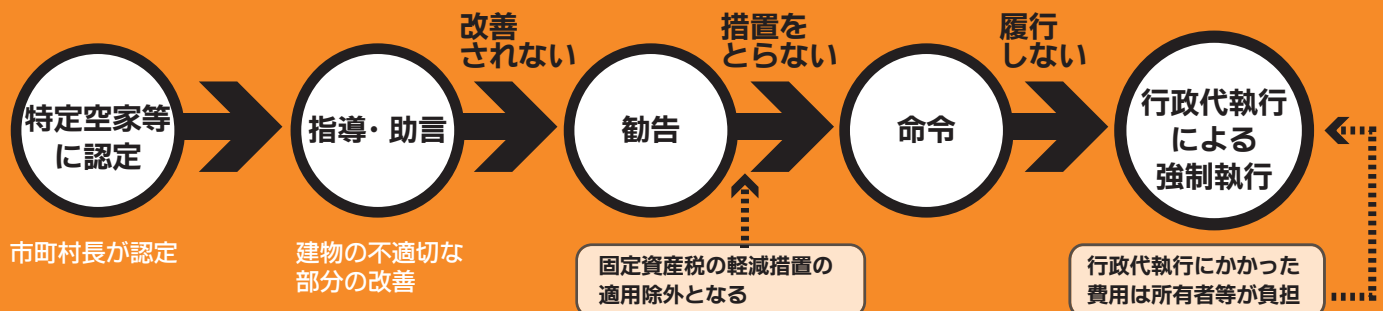 特定空家等
に認定
市町村長が認定
指導・助言
建物の不適切な
部分の改善
改善
されない
勧告
措置を
とらない
固定資産税の軽減措置の
適用除外となる
命令
履行
しない
行政代執行
による
強制執行
行政代執行にかかった
費用は所有者等が負担